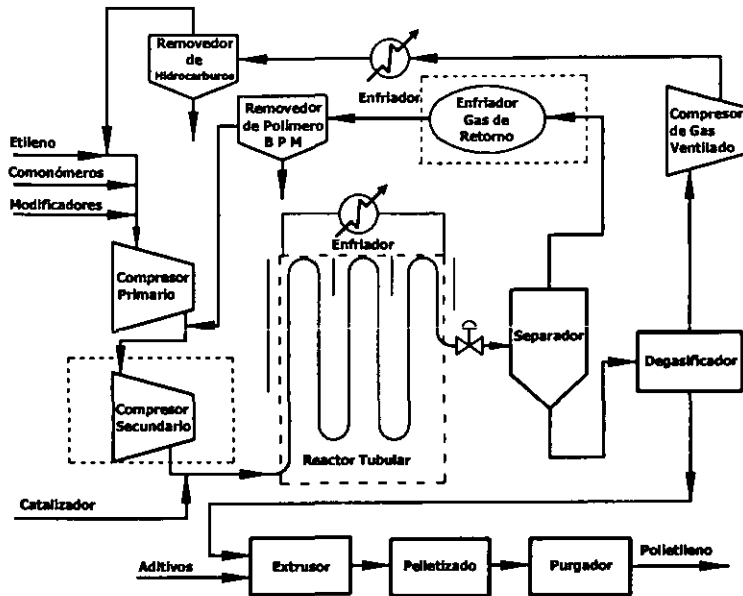 Removedor
de
Hidrocarburos
Enfriador
Removedor
de Polímero
B P M
Enfriador
Gas de
Retorno
Compresor
de Gas
Ventilado
Etileno
Comonómeros
Modificadores
Enfriador
Compresor
Primario
Separador
Degasificador
Compresor
Secundario
Reactor Tubular
Catalizador
Aditivos
Extrusor
Pelletizado
Purgador
Polietileno